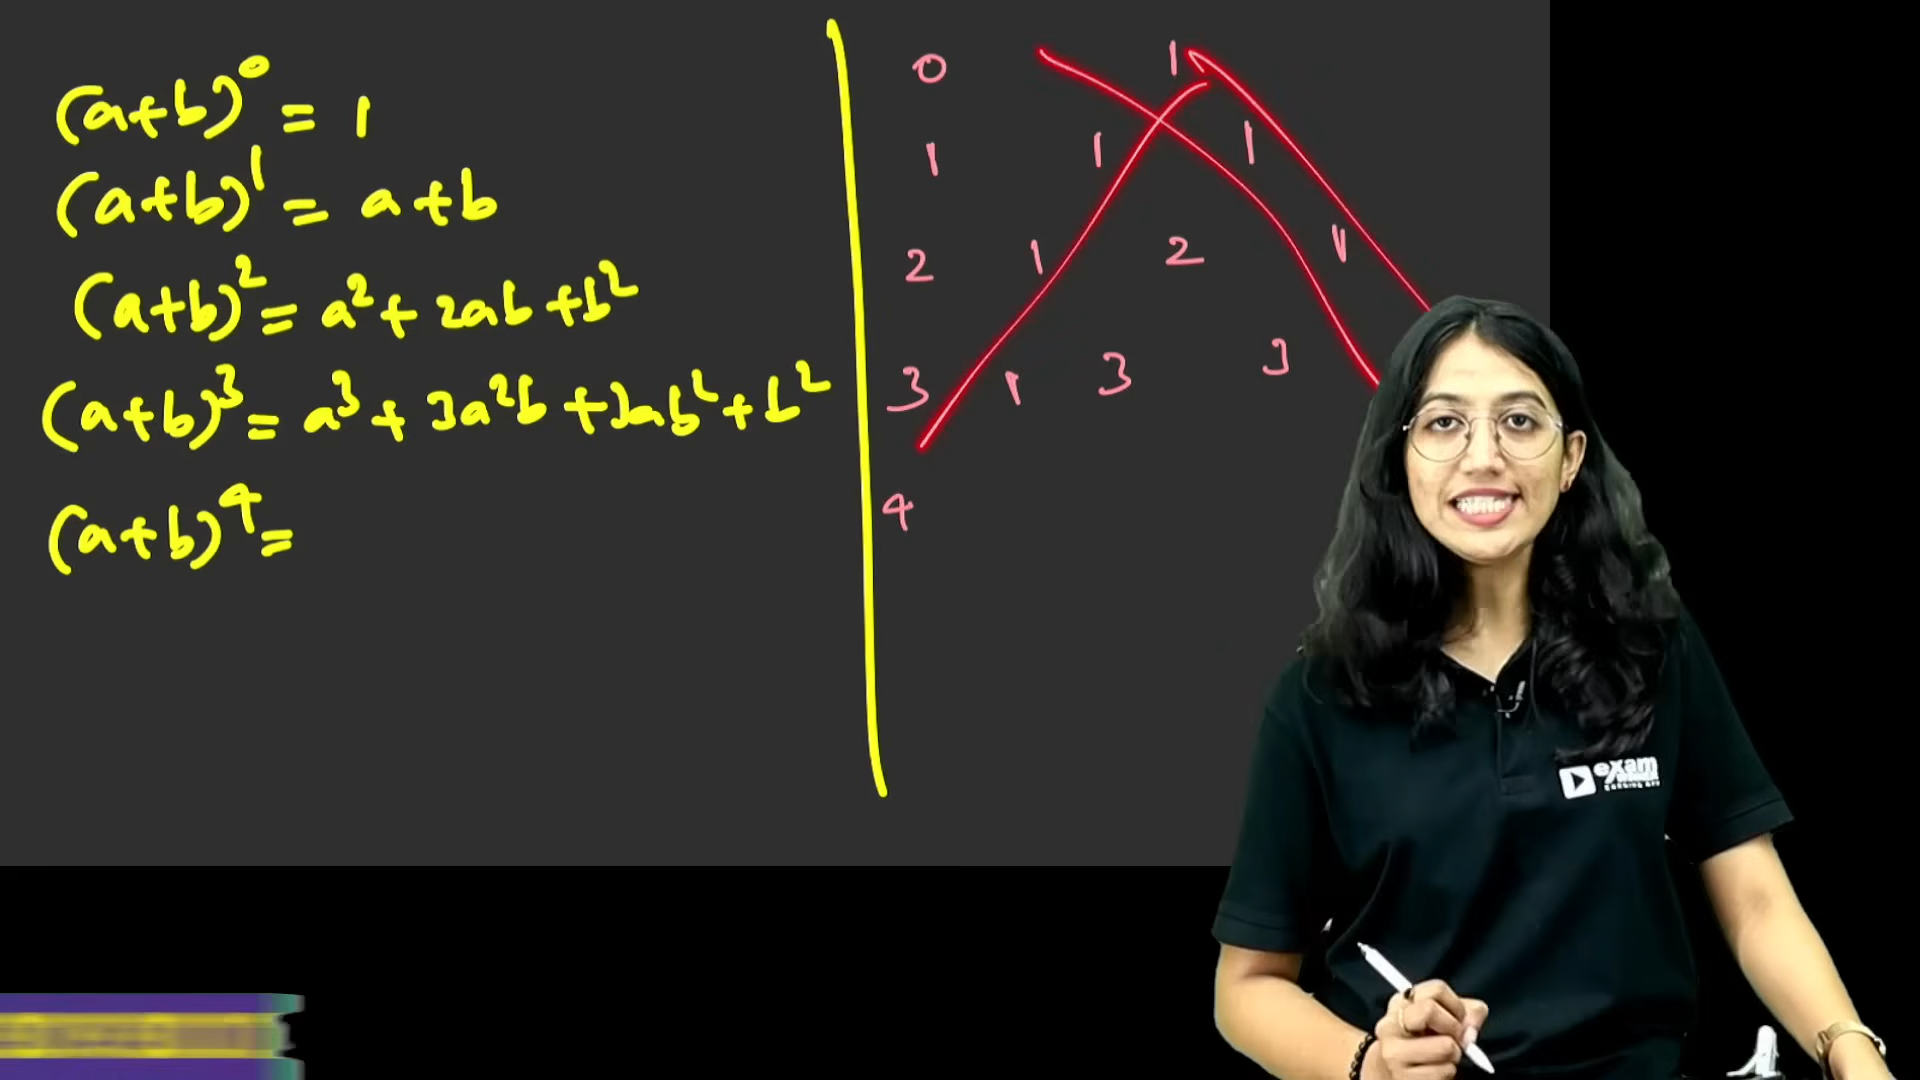 (a+b)⁰ = 1
(a+b)¹ = a+b
(a+b)² = a² + 2ab + b²
(a+b)³ = a³ + 3a²b + 3ab² + b²
(a+b)⁴ =
0 1
1 1 1
2 1 2 1
3 1 3 3
4
exam